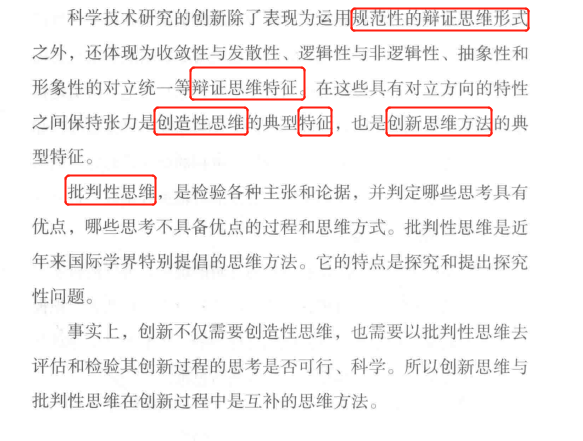 科学技术研究的创新除了表现为运用规范性的辩证思维形式
之外，还体现为收敛性与发散性、逻辑性与非逻辑性、抽象性和
形象性的对立统一等辩证思维特征。在这些具有对立方向的特性
之间保持张力是创造性思维的典型特征，也是创新思维方法的典
型特征。
批判性思维，是检验各种主张和论据，并判定哪些思考具有
优点，哪些思考不具备优点的过程和思维方式。批判性思维是近
年来国际学界特别提倡的思维方法。它的特点是探究和提出探究
性问题。
事实上，创新不仅需要创造性思维，也需要以批判性思维去
评估和检验其创新过程的思考是否可行、科学。所以创新思维与
批判性思维在创新过程中是互补的思维方法。